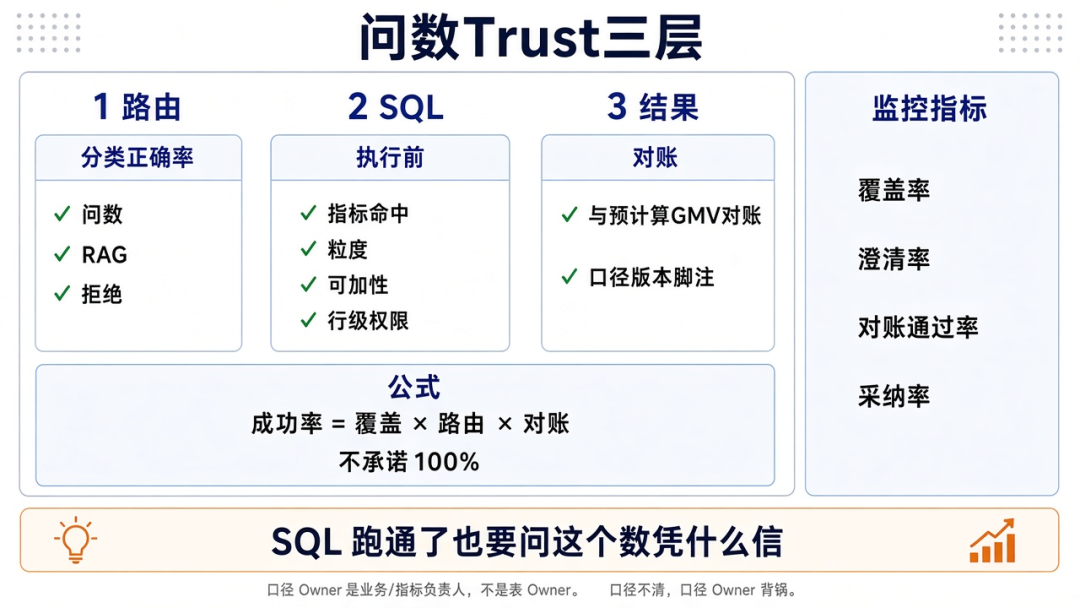 问数Trust三层
1 路由
分类正确率
✓ 问数
✓ RAG
✓ 拒绝
2 SQL
执行前
✓ 指标命中
✓ 粒度
✓ 可加性
✓ 行级权限
3 结果
对账
✓ 与预计算GMV对账
✓ 口径版本脚注
公式
成功率 = 覆盖 × 路由 × 对账
不承诺 100%
监控指标
覆盖率
澄清率
对账通过率
采纳率
SQL 跑通了也要问这个数凭什么信
口径 Owner 是业务/指标负责人，不是表 Owner。 口径不清，口径 Owner 背锅。